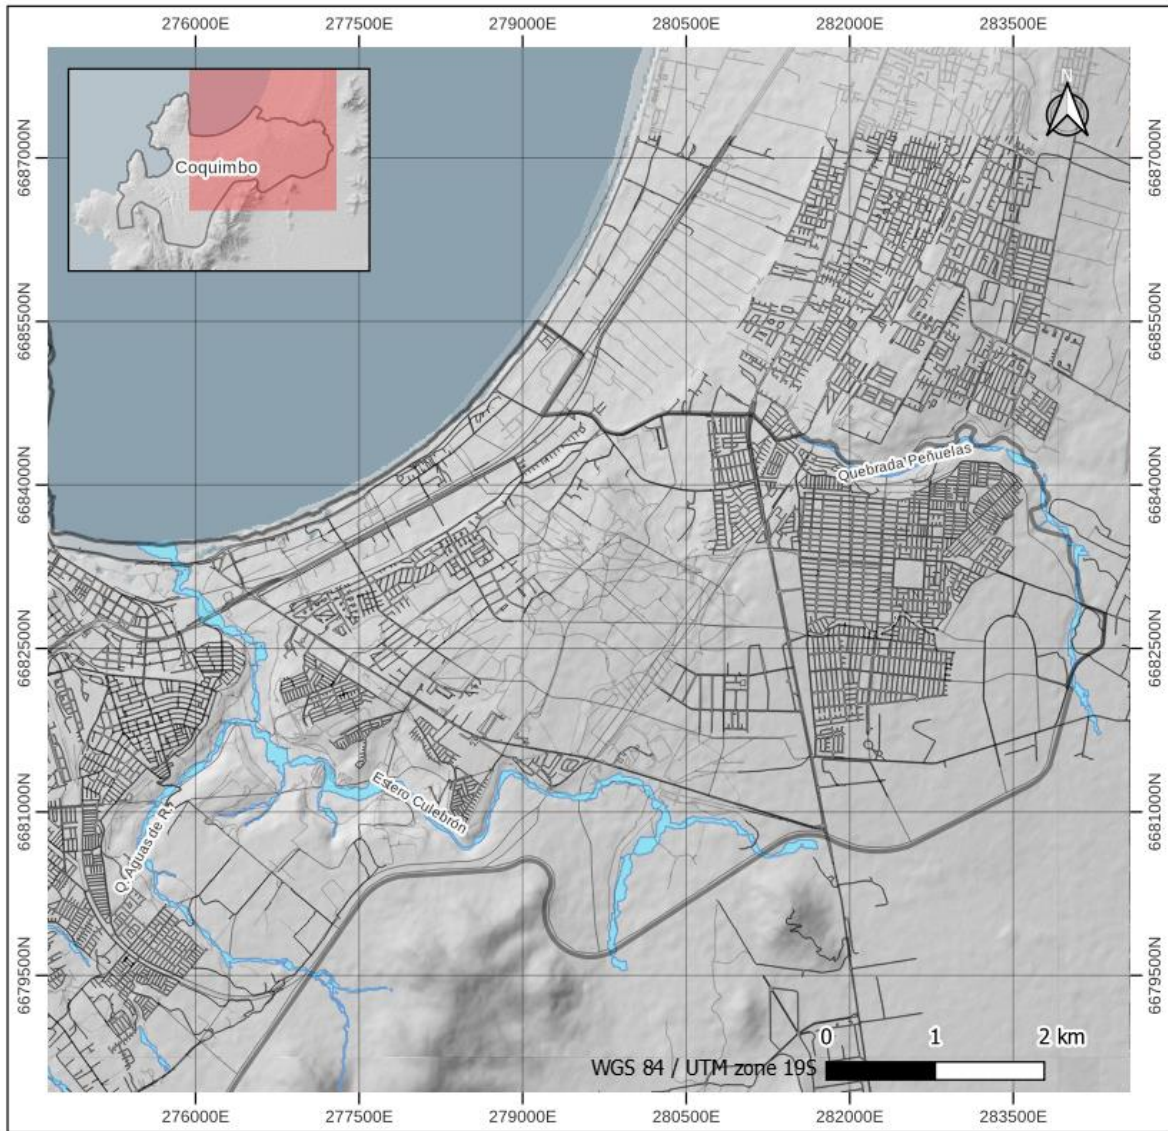 276000E 277500E 279000E 280500E 282000E 283500E
N
Coquimbo
6687000N 6687000N
6685500N 6685500N
Quebrada Peñuelas
6684000N 6684000N
6682500N 6682500N
Estero Culebrón
6681000N 6681000N
Q. Aguas de R.
6679500N 6679500N
0 1 2 km
WGS 84 / UTM zone 19S
276000E 277500E 279000E 280500E 282000E 283500E